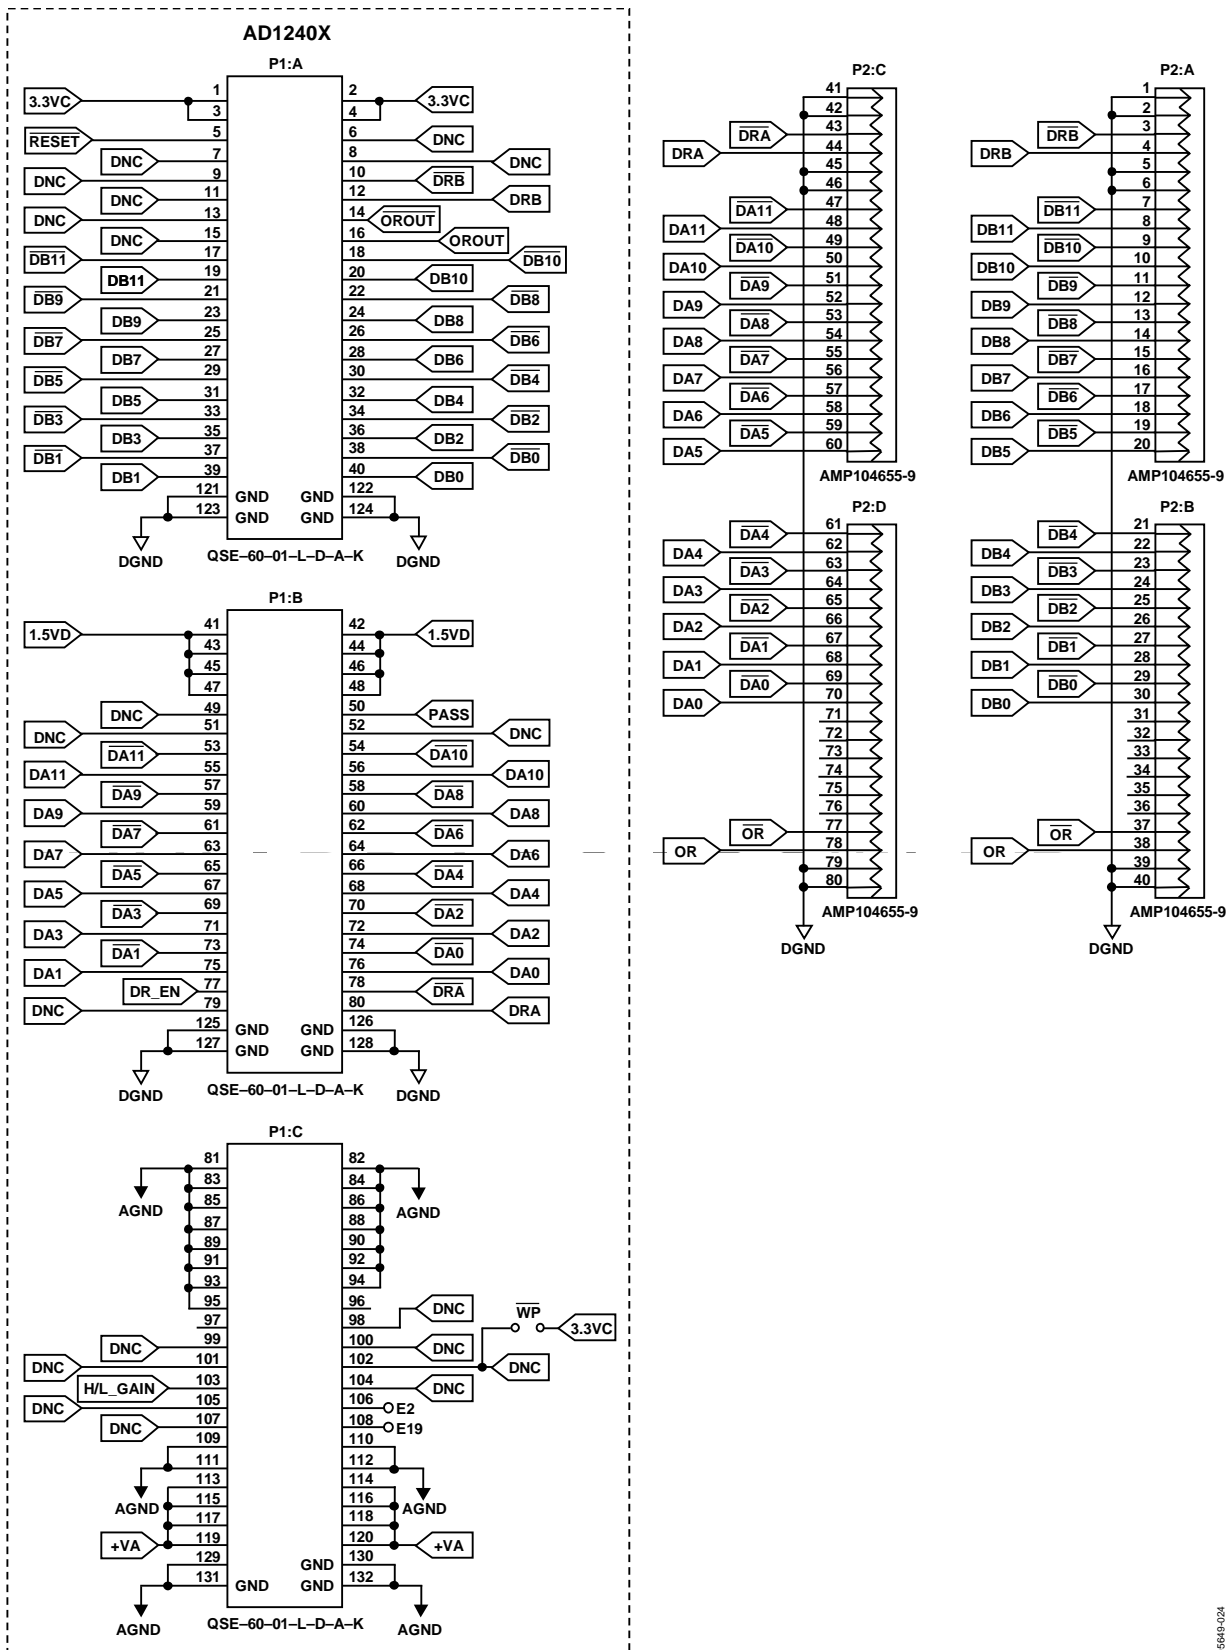 AD1240X
P1:A
3.3VC 1 2 3.3VC
3 4
RESET 5 6 DNC
DNC 7 8 DNC
DNC 9 10 DRB
DNC 11 12 DRB
DNC 13 14 OROUT
DNC 15 16 OROUT
DB11 17 18 DB10
DB11 19 20 DB10
DB9 21 22 DB8
DB9 23 24 DB8
DB7 25 26 DB6
DB7 27 28 DB6
DB5 29 30 DB4
DB5 31 32 DB4
DB3 33 34 DB2
DB3 35 36 DB2
DB1 37 38 DB0
DB1 39 40 DB0
121 GND GND 122
123 GND GND 124
DGND DGND
QSE–60–01–L–D–A–K
P1:B
1.5VD 41 42 1.5VD
43 44
45 46
47 48
DNC 49 50 PASS
DNC 51 52 DNC
DA11 53 54 DA10
DA11 55 56 DA10
DA9 57 58 DA8
DA9 59 60 DA8
DA7 61 62 DA6
DA7 63 64 DA6
DA5 65 66 DA4
DA5 67 68 DA4
DA3 69 70 DA2
DA3 71 72 DA2
DA1 73 74 DA0
DA1 75 76 DA0
DR_EN 77 78 DRA
DNC 79 80 DRA
125 GND GND 126
127 GND GND 128
DGND DGND
QSE–60–01–L–D–A–K
P1:C
81 82
83 84
AGND 85 86 AGND
87 88
89 90
91 92
93 94
95 96
97 98 DNC WP 3.3VC
DNC 99 100 DNC
DNC 101 102 DNC
H/L_GAIN 103 104 DNC
DNC 105 106 E2
DNC 107 108 E19
109 110
111 112
113 114
AGND 115 116 AGND
117 118
+VA 119 120 +VA
129 GND 130
131 GND GND 132
AGND AGND
QSE–60–01–L–D–A–K
P2:C
41
42
DRA 43
DRA 44
45
46
DA11 47
DA11 48
DA10 49
DA10 50
DA9 51
DA9 52
DA8 53
DA8 54
DA7 55
DA7 56
DA6 57
DA6 58
DA5 59
DA5 60
AMP104655-9
P2:D
DA4 61
DA4 62
DA3 63
DA3 64
DA2 65
DA2 66
DA1 67
DA1 68
DA0 69
DA0 70
71
72
73
74
75
76
OR 77
OR 78
79
80
AMP104655-9
DGND
P2:A
1
2
DRB 3
DRB 4
5
6
DB11 7
DB11 8
DB10 9
DB10 10
DB9 11
DB9 12
DB8 13
DB8 14
DB7 15
DB7 16
DB6 17
DB6 18
DB5 19
DB5 20
AMP104655-9
P2:B
DB4 21
DB4 22
DB3 23
DB3 24
DB2 25
DB2 26
DB1 27
DB1 28
DB0 29
DB0 30
31
32
33
34
35
36
OR 37
OR 38
39
40
AMP104655-9
DGND
5649-024